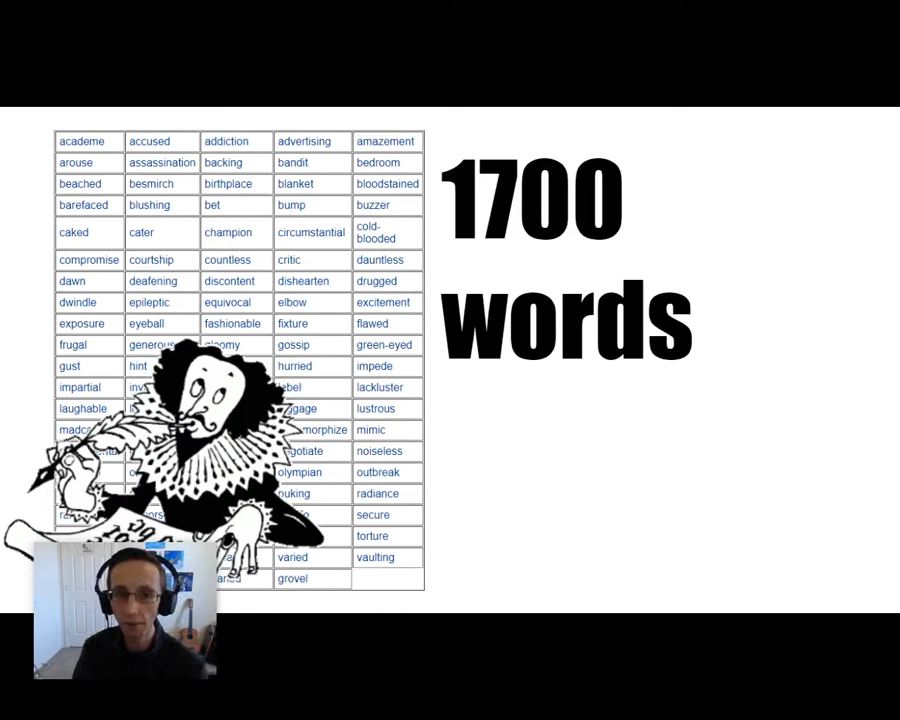 academe accused addiction advertising amazement
arouse assassination backing bandit bedroom
beached besmirch birthplace blanket bloodstained
barefaced blushing bet bump buzzer
caked cater champion circumstantial cold-
blooded
compromise courtship countless critic dauntless
dawn deafening discontent dishearten drugged
dwindle epileptic equivocal elbow excitement
exposure eyeball fashionable fixture flawed
frugal generous gloomy gossip green-eyed
gust hint hurried impede
impartial lackluster
laughable lustrous
mimic
noiseless
olympian outbreak
puking radiance
secure
torture
varied vaulting
grovel
1700
words